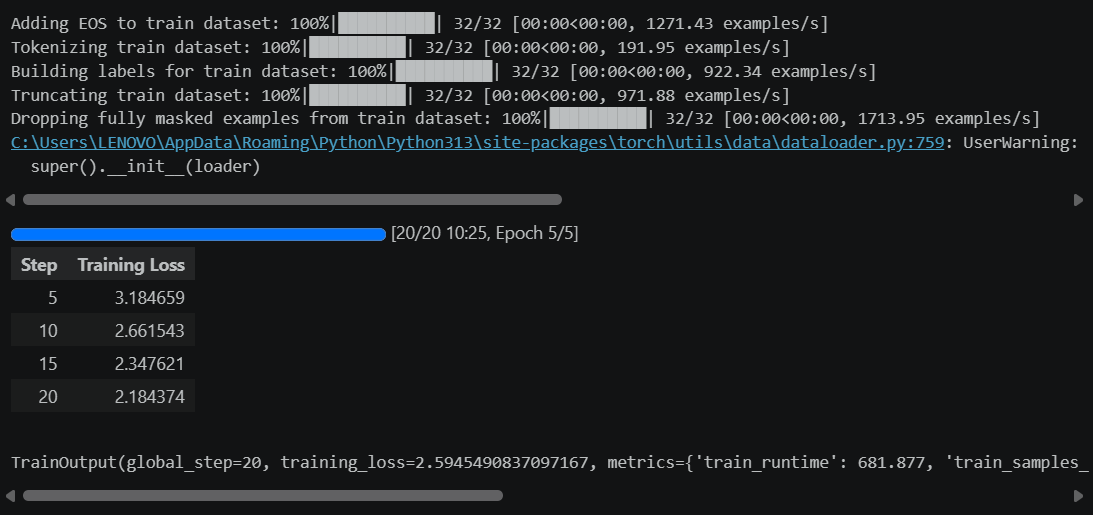 Adding EOS to train dataset: 100%|██████████| 32/32 [00:00<00:00, 1271.43 examples/s]
Tokenizing train dataset: 100%|██████████| 32/32 [00:00<00:00, 191.95 examples/s]
Building labels for train dataset: 100%|██████████| 32/32 [00:00<00:00, 922.34 examples/s]
Truncating train dataset: 100%|██████████| 32/32 [00:00<00:00, 971.88 examples/s]
Dropping fully masked examples from train dataset: 100%|██████████| 32/32 [00:00<00:00, 1713.95 examples/s]
C:\Users\LENOVO\AppData\Roaming\Python\Python313\site-packages\torch\utils\data\dataloader.py:759: UserWarning:
super().__init__(loader)
[20/20 10:25, Epoch 5/5]
Step Training Loss
5 3.184659
10 2.661543
15 2.347621
20 2.184374
TrainOutput(global_step=20, training_loss=2.5945490837097167, metrics={'train_runtime': 681.877, 'train_samples_